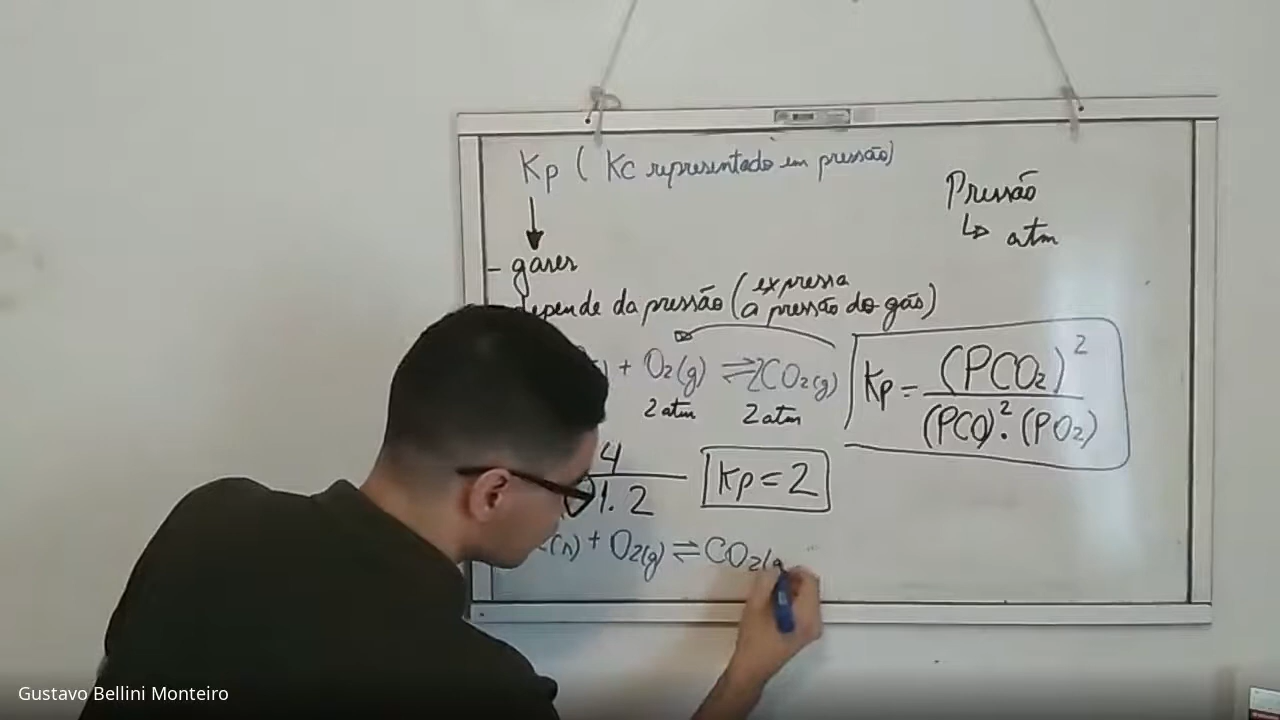 Kp ( Kc representado em pressão)
Pressão
↳ atm
- gases
depende da pressão (expressa
a pressão do gás)
+ O2(g) ⇌ 2CO2(g)
2 atm 2 atm
Kp = (PCO2)²
(PCO)² . (PO2)
4
1.2
Kp = 2
(s) + O2(g) ⇌ CO2(g
Gustavo Bellini Monteiro